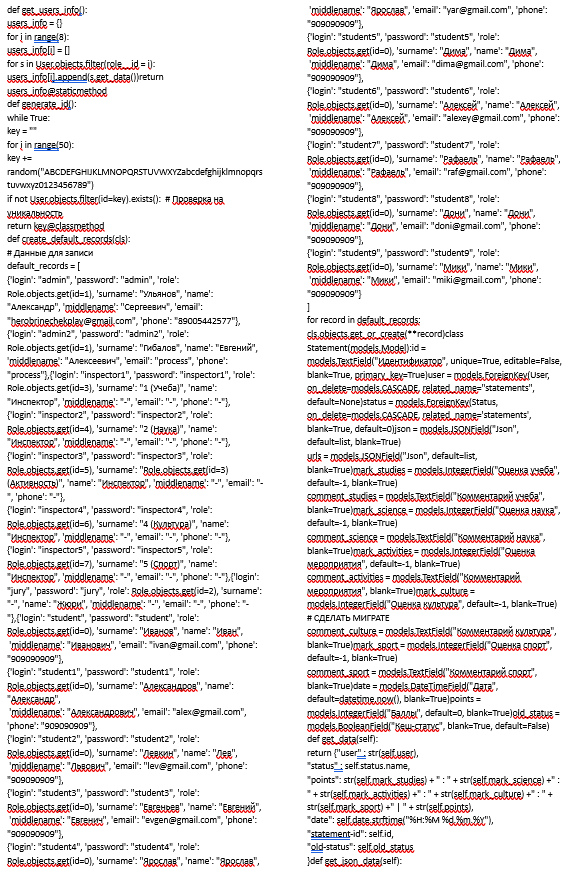 def get_users_info():
users_info = {}
for i in range(8):
users_info[i] = []
for s in User.objects.filter(role__id = i):
users_info[i].append(s.get_data())return
users_info@staticmethod
def generate_id():
while True:
key = ""
for i in range(50):
key +=
random("ABCDEFGHIJKLMNOPQRSTUVWXYZabcdefghijklmnopqrs
tuvwxyz0123456789")
if not User.objects.filter(id=key).exists():  # Проверка на
уникальность
return key@classmethod
def create_default_records(cls):
# Данные для записи
default_records = [
{'login': "admin", 'password': "admin", 'role':
Role.objects.get(id=1), 'surname': "Ульянов", 'name':
"Александр", 'middlename': "Сергеевич", 'email':
"herobrinechekplay@gmail.com", 'phone': "89005442577"},
{'login': "admin2", 'password': "admin2", 'role':
Role.objects.get(id=1), 'surname': "Гибалов", 'name': "Евгений",
'middlename': "Алексеевич", 'email': "process", 'phone':
"process"},{'login': "inspector1", 'password': "inspector1", 'role':
Role.objects.get(id=3), 'surname': "1 (Учеба)", 'name':
"Инспектор", 'middlename': "-", 'email': "-", 'phone': "-"},
{'login': "inspector2", 'password': "inspector2", 'role':
Role.objects.get(id=4), 'surname': "2 (Наука)", 'name':
"Инспектор", 'middlename': "-", 'email': "-", 'phone': "-"},
{'login': "inspector3", 'password': "inspector3", 'role':
Role.objects.get(id=5), 'surname': "Role.objects.get(id=3)
(Активность)", 'name': "Инспектор", 'middlename': "-", 'email': "-
", 'phone': "-"},
{'login': "inspector4", 'password': "inspector4", 'role':
Role.objects.get(id=6), 'surname': "4 (Культура)", 'name':
"Инспектор", 'middlename': "-", 'email': "-", 'phone': "-"},
{'login': "inspector5", 'password': "inspector5", 'role':
Role.objects.get(id=7), 'surname': "5 (Спорт)", 'name':
"Инспектор", 'middlename': "-", 'email': "-", 'phone': "-"},{'login':
"jury", 'password': "jury", 'role': Role.objects.get(id=2), 'surname':
"-", 'name': "Жюри", 'middlename': "-", 'email': "-", 'phone': "-
"},{'login': "student", 'password': "student", 'role':
Role.objects.get(id=0), 'surname': "Иванов", 'name': "Иван",
'middlename': "Иванович", 'email': "ivan@gmail.com", 'phone':
"909090909"},
{'login': "student1", 'password': "student1", 'role':
Role.objects.get(id=0), 'surname': "Александров", 'name':
"Александр",
'middlename': "Александрович", 'email': "alex@gmail.com",
'phone': "909090909"},
{'login': "student2", 'password': "student2", 'role':
Role.objects.get(id=0), 'surname': "Левкин", 'name': "Лев",
'middlename': "Львович", 'email': "lev@gmail.com", 'phone':
"909090909"},
{'login': "student3", 'password': "student3", 'role':
Role.objects.get(id=0), 'surname': "Евгеньев", 'name': "Евгений",
'middlename': "Евгенич", 'email': "evgen@gmail.com", 'phone':
"909090909"},
{'login': "student4", 'password': "student4", 'role':
Role.objects.get(id=0), 'surname': "Ярослав", 'name': "Ярослав",
'middlename': "Ярослав", 'email': "yar@gmail.com", 'phone':
"909090909"},
{'login': "student5", 'password': "student5", 'role':
Role.objects.get(id=0), 'surname': "Дима", 'name': "Дима",
'middlename': "Дима", 'email': "dima@gmail.com", 'phone':
"909090909"},
{'login': "student6", 'password': "student6", 'role':
Role.objects.get(id=0), 'surname': "Алексей", 'name': "Алексей",
'middlename': "Алексей", 'email': "alexey@gmail.com", 'phone':
"909090909"},
{'login': "student7", 'password': "student7", 'role':
Role.objects.get(id=0), 'surname': "Рафаель", 'name': "Рафаель",
'middlename': "Рафаель", 'email': "raf@gmail.com", 'phone':
"909090909"},
{'login': "student8", 'password': "student8", 'role':
Role.objects.get(id=0), 'surname': "Дони", 'name': "Дони",
'middlename': "Дони", 'email': "doni@gmail.com", 'phone':
"909090909"},
{'login': "student9", 'password': "student9", 'role':
Role.objects.get(id=0), 'surname': "Мики", 'name': "Мики",
'middlename': "Мики", 'email': "miki@gmail.com", 'phone':
"909090909"}
]
for record in default_records:
cls.objects.get_or_create(**record)class
Statement(models.Model):id =
models.TextField("Идентификатор", unique=True, editable=False,
blank=True, primary_key=True)user = models.ForeignKey(User,
on_delete=models.CASCADE, related_name="statements",
default=None)status = models.ForeignKey(Status,
on_delete=models.CASCADE, related_name='statements',
blank=True, default=0)json = models.JSONField("Json",
default=list, blank=True)
urls = models.JSONField("Json", default=list,
blank=True)mark_studies = models.IntegerField("Оценка учеба",
default=-1, blank=True)
comment_studies = models.TextField("Комментарий учеба",
blank=True)mark_science = models.IntegerField("Оценка наука",
default=-1, blank=True)
comment_science = models.TextField("Комментарий наука",
blank=True)mark_activities = models.IntegerField("Оценка
мероприятия", default=-1, blank=True)
comment_activities = models.TextField("Комментарий
мероприятия", blank=True)mark_culture =
models.IntegerField("Оценка культура", default=-1, blank=True)
# СДЕЛАТЬ МИГРАТЕ
comment_culture = models.TextField("Комментарий культура",
blank=True)mark_sport = models.IntegerField("Оценка спорт",
default=-1, blank=True)
comment_sport = models.TextField("Комментарий спорт",
blank=True)date = models.DateTimeField("Дата",
default=datetime.now(), blank=True)points =
models.IntegerField("Баллы", default=0, blank=True)old_status =
models.BooleanField("Кеш-статус", blank=True, default=False)
def get_data(self):
return {"user" : str(self.user),
"status" : self.status.name,
"points": str(self.mark_studies) + " : " + str(self.mark_science) +" :
" + str(self.mark_activities) +" : " + str(self.mark_culture) + " : " +
str(self.mark_sport) +" | " + str(self.points),
"date": self.date.strftime("%H:%M %d.%m.%Y"),
"statement-id": self.id,
"old-status": self.old_status
}def get_json_data(self):